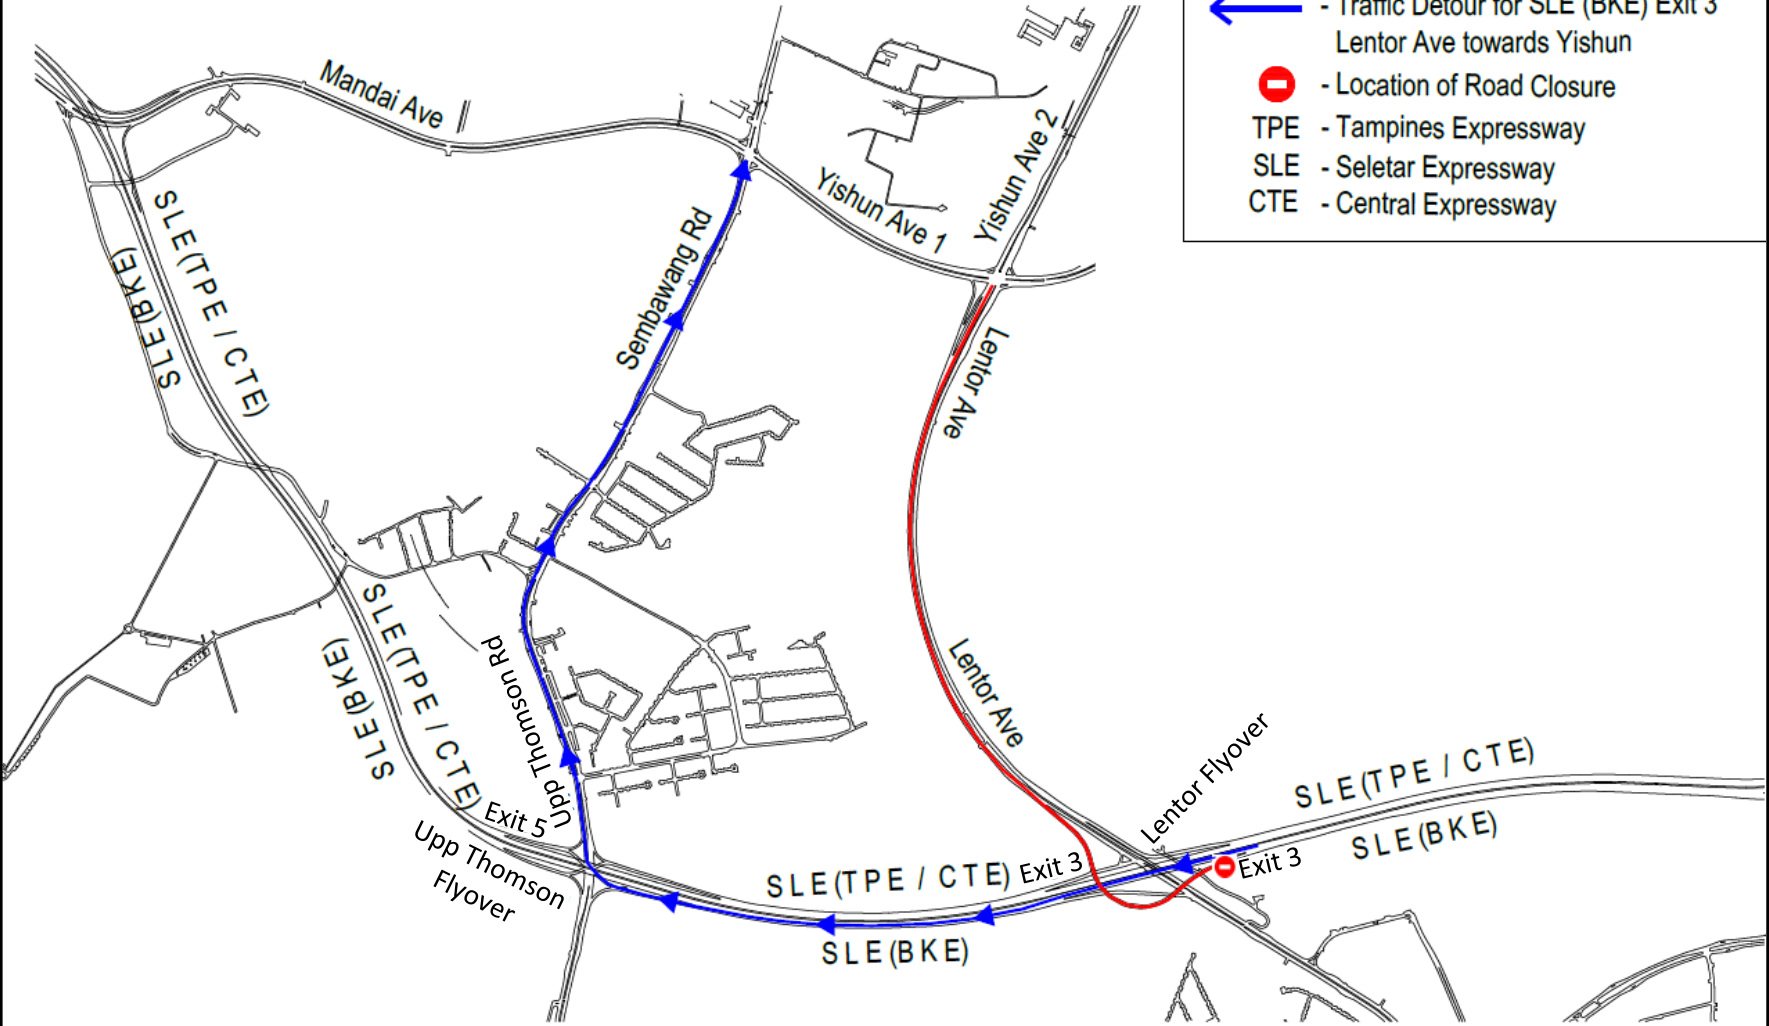 - Traffic Detour for SLE (BKE) Exit 3
Lentor Ave towards Yishun
- Location of Road Closure
TPE - Tampines Expressway
SLE - Seletar Expressway
CTE - Central Expressway
Mandai Ave
Yishun Ave 2
Yishun Ave 1
SLE (TPE / CTE)
SLE (BKE)
Sembawang Rd
Lentor Ave
SLE (TPE / CTE)
SLE (BKE)
Upp Thomson Rd
Lentor Ave
Lentor Flyover
SLE (TPE / CTE)
SLE (BKE)
Exit 5
Upp Thomson
Flyover
SLE (TPE / CTE)
Exit 3
Exit 3
SLE (BKE)